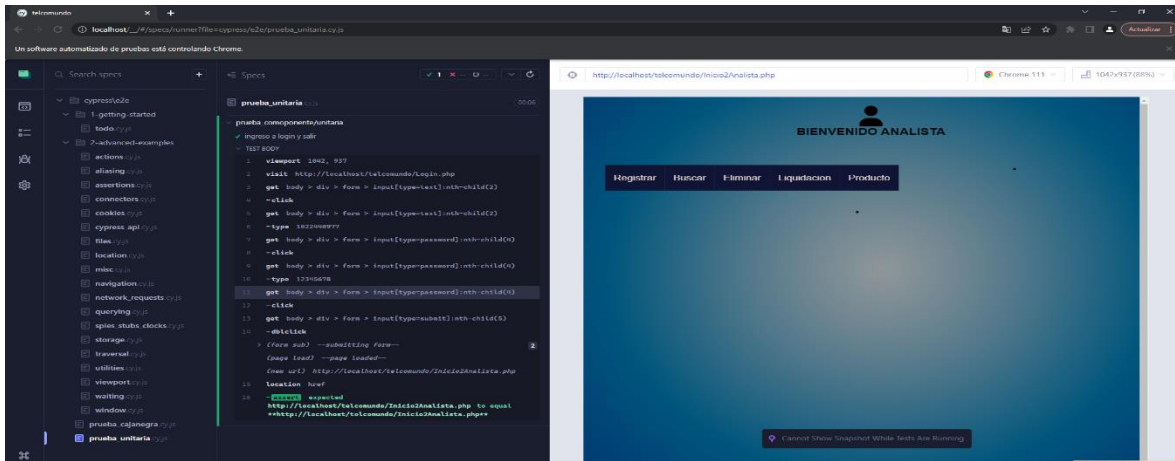 telcomundo
localhost/__/#/specs/runner?file=cypress/e2e/prueba_unitaria.cy.js
Actualizar
Un software automatizado de pruebas está controlando Chrome.
Search specs
cypress\e2e
1-getting-started
todo.cy.js
2-advanced-examples
actions.cy.js
aliasing.cy.js
assertions.cy.js
connectors.cy.js
cookies.cy.js
cypress_api.cy.js
files.cy.js
location.cy.js
misc.cy.js
navigation.cy.js
network_requests.cy.js
querying.cy.js
spies_stubs_clocks.cy.js
storage.cy.js
traversal.cy.js
utilities.cy.js
viewport.cy.js
waiting.cy.js
window.cy.js
prueba_cajanegra.cy.js
prueba_unitaria.cy.js
Specs
1
prueba_unitaria.cy.js 00:06
prueba_comoponente/unitaria
ingreso a login y salir
TEST BODY
1 viewport 1042, 937
2 visit http://localhost/telcomundo/Login.php
3 get body > div > form > input[type=text]:nth-child(2)
4 -click
5 get body > div > form > input[type=text]:nth-child(2)
6 -type
7 get body > div > form > input[type=password]:nth-child(4)
8 -click
9 get body > div > form > input[type=password]:nth-child(4)
10 -type 12345678
11 get body > div > form > input[type=password]:nth-child(4)
12 -click
13 get body > div > form > input[type=submit]:nth-child(5)
14 -dblclick
(form sub) --submitting form-- 2
(page load) --page loaded--
(new url) http://localhost/telcomundo/Inicio2Analista.php
15 location href
16 -assert expected
http://localhost/telcomundo/Inicio2Analista.php to equal
**http://localhost/telcomundo/Inicio2Analista.php**
http://localhost/telcomundo/Inicio2Analista.php
Chrome 111
1042x937 (88%)
BIENVENIDO ANALISTA
Registrar Buscar Eliminar Liquidacion Producto
Cannot Show Snapshot While Tests Are Running